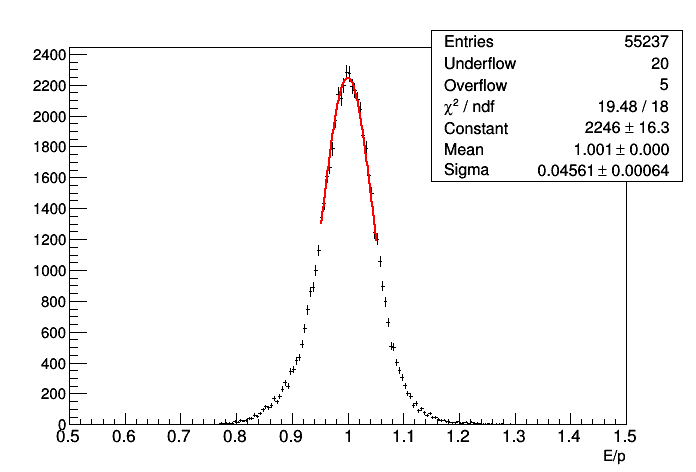 Entries 55237
Underflow 20
Overflow 5
χ² / ndf 19.48 / 18
Constant 2246 ± 16.3
Mean 1.001 ± 0.000
Sigma 0.04561 ± 0.00064
2400
2200
2000
1800
1600
1400
1200
1000
800
600
400
200
0
0.5 0.6 0.7 0.8 0.9 1 1.1 1.2 1.3 1.4 1.5
E/p